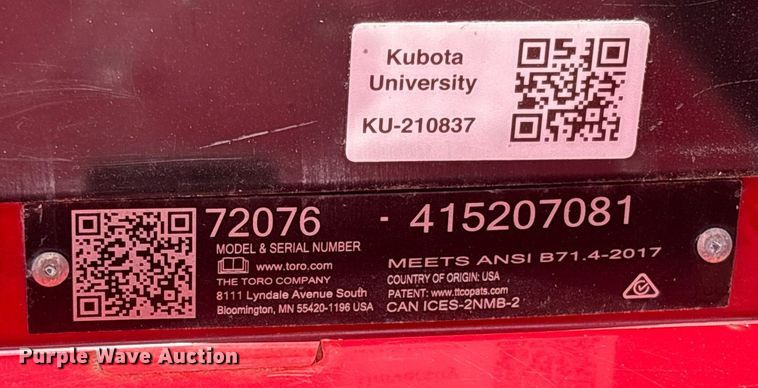 Kubota
University
KU-210837
72076 - 415207081
MODEL & SERIAL NUMBER
www.toro.com
THE TORO COMPANY
8111 Lyndale Avenue South
Bloomington, MN 55420-1196 USA
MEETS ANSI B71.4-2017
COUNTRY OF ORIGIN: USA
PATENT: www.ttcopats.com
CAN ICES-2NMB-2
Purple Wave Auction